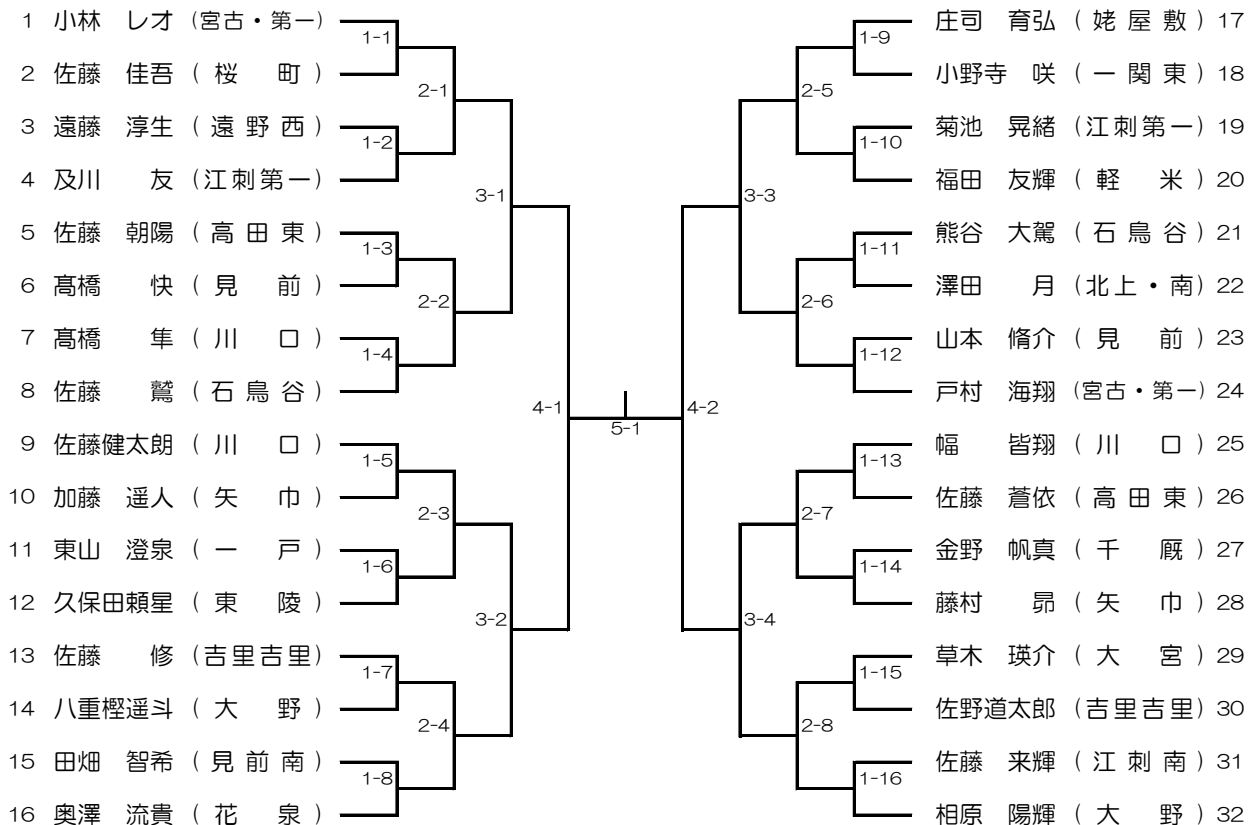 1 小林 レオ (宮古・第一)
2 佐藤 佳吾 ( 桜 町 )
3 遠藤 淳生 ( 遠 野 西 )
4 及川 友 (江刺第一)
5 佐藤 朝陽 ( 高 田 東 )
6 髙橋 快 ( 見 前 )
7 髙橋 隼 ( 川 口 )
8 佐藤 鷲 ( 石 鳥 谷 )
9 佐藤健太朗 ( 川 口 )
10 加藤 遥人 ( 矢 巾 )
11 東山 澄泉 ( 一 戸 )
12 久保田頼星 ( 東 陵 )
13 佐藤 修 (吉里吉里)
14 八重樫遥斗 ( 大 野 )
15 田畑 智希 ( 見 前 南 )
16 奥澤 流貴 ( 花 泉 )
1-1
1-2
1-3
1-4
1-5
1-6
1-7
1-8
2-1
2-2
2-3
2-4
3-1
3-2
4-1
5-1
4-2
3-3
3-4
2-5
2-6
2-7
2-8
1-9
1-10
1-11
1-12
1-13
1-14
1-15
1-16
庄司 育弘 ( 姥 屋 敷 ) 17
小野寺 咲 ( 一 関 東 ) 18
菊池 晃緒 (江刺第一) 19
福田 友輝 ( 軽 米 ) 20
熊谷 大駕 ( 石 鳥 谷 ) 21
澤田 月 (北上・南) 22
山本 脩介 ( 見 前 ) 23
戸村 海翔 (宮古・第一) 24
幅 皆翔 ( 川 口 ) 25
佐藤 蒼依 ( 高 田 東 ) 26
金野 帆真 ( 千 厩 ) 27
藤村 昴 ( 矢 巾 ) 28
草木 瑛介 ( 大 宮 ) 29
佐野道太郎 (吉里吉里) 30
佐藤 来輝 ( 江 刺 南 ) 31
相原 陽輝 ( 大 野 ) 32